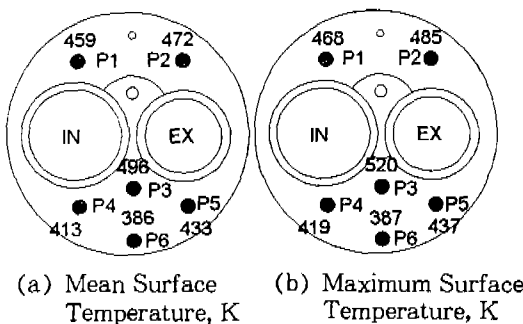 459 472 468 485
P1 P2 P1 P2
IN EX IN EX
496 520
P3 P3
P4 P5 P4 P5
413 386 433 419 387 437
P6 P6
(a) Mean Surface (b) Maximum Surface
Temperature, K Temperature, K